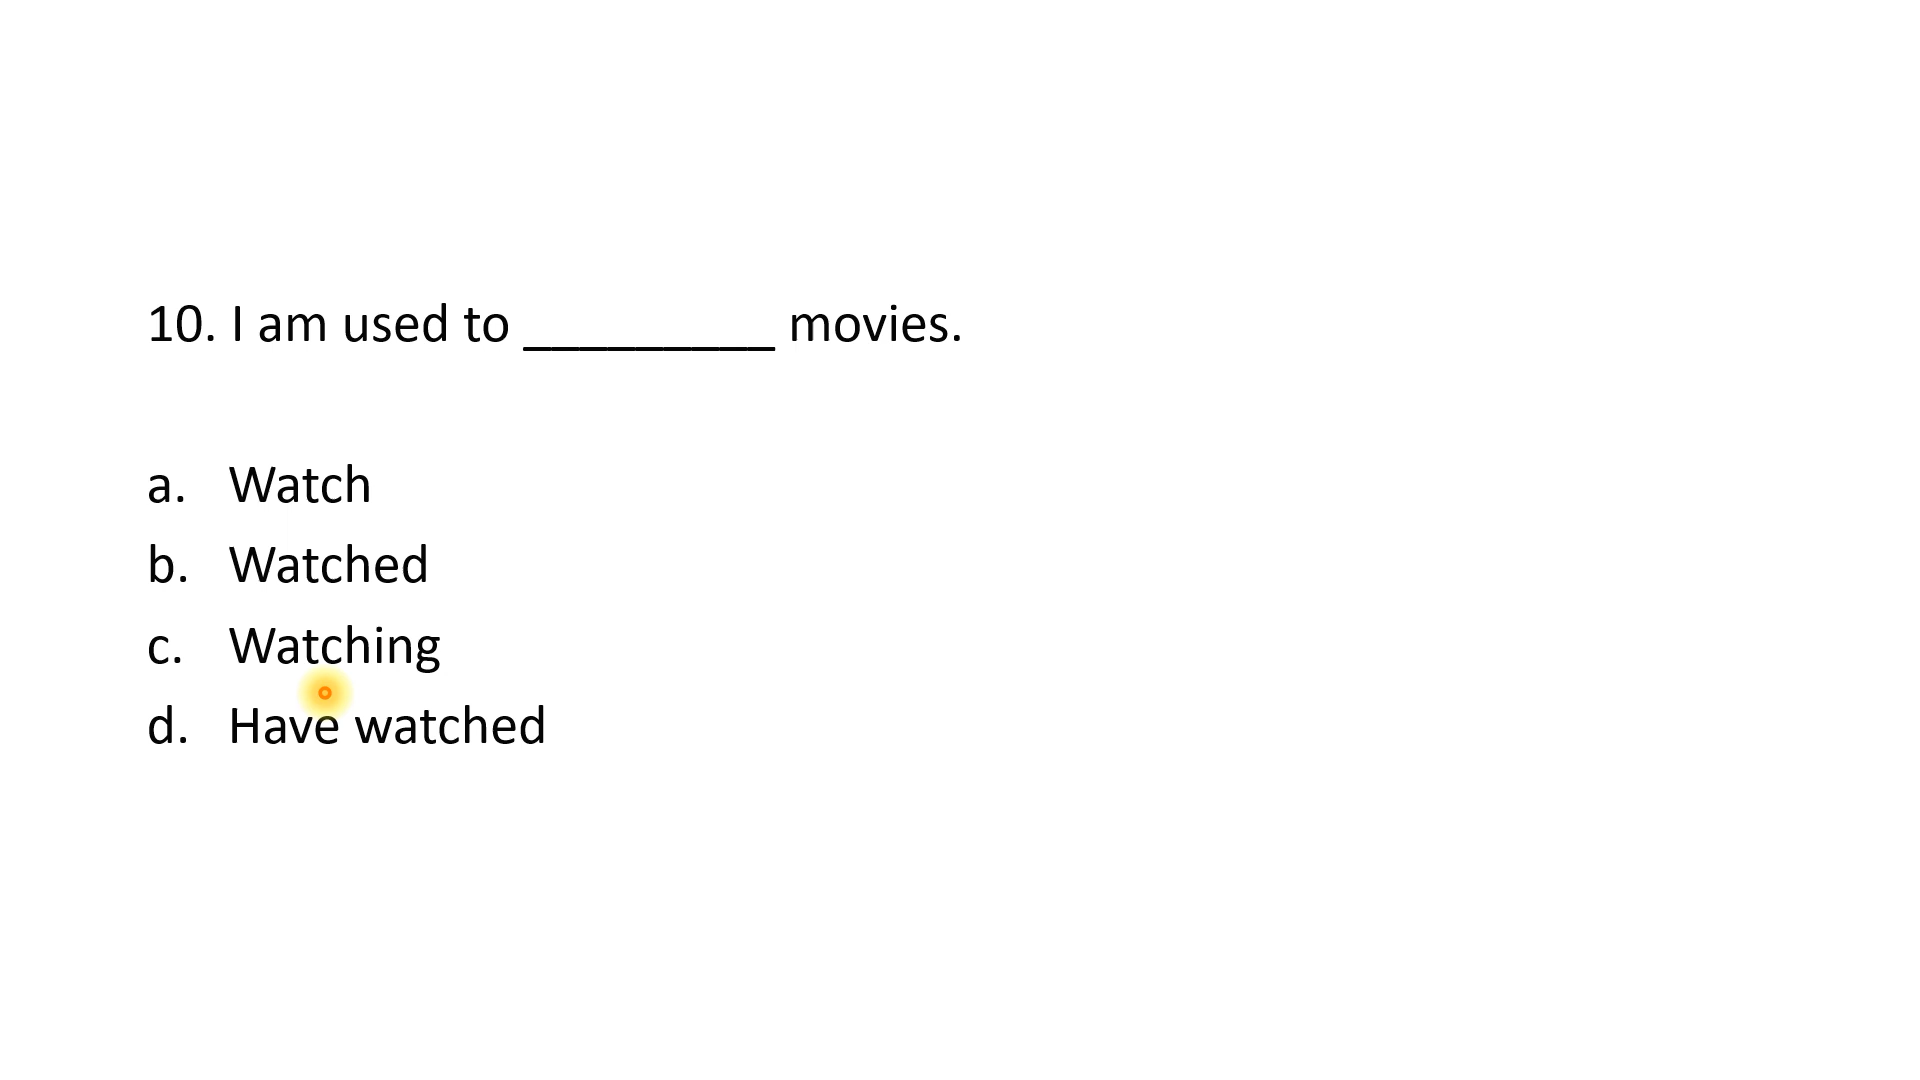 10. I am used to _________ movies.
a. Watch
b. Watched
c. Watching
d. Have watched